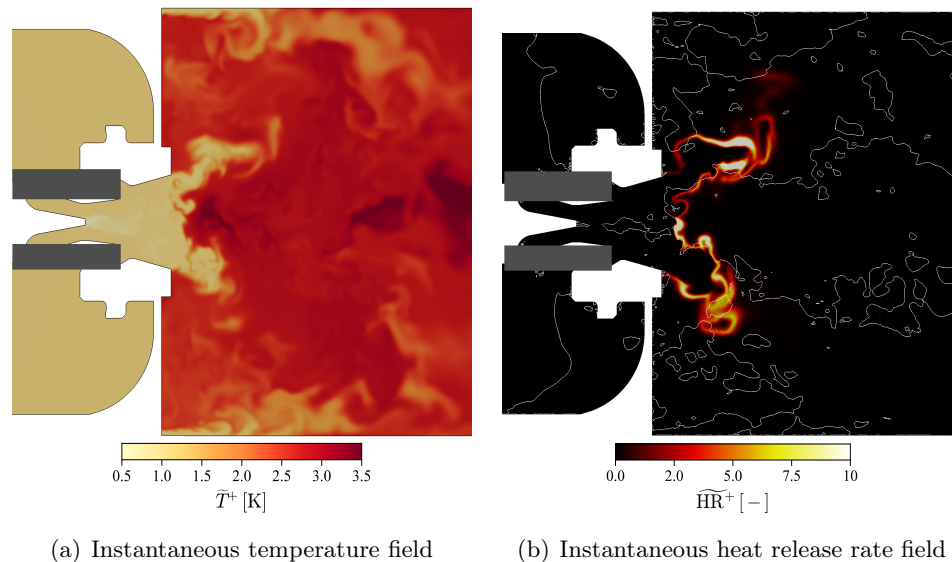 0.5 1.0 1.5 2.0 2.5 3.0 3.5
T̃⁺ [K]
(a) Instantaneous temperature field
0.0 2.0 5.0 7.5 10
H͠R⁺ [−]
(b) Instantaneous heat release rate field